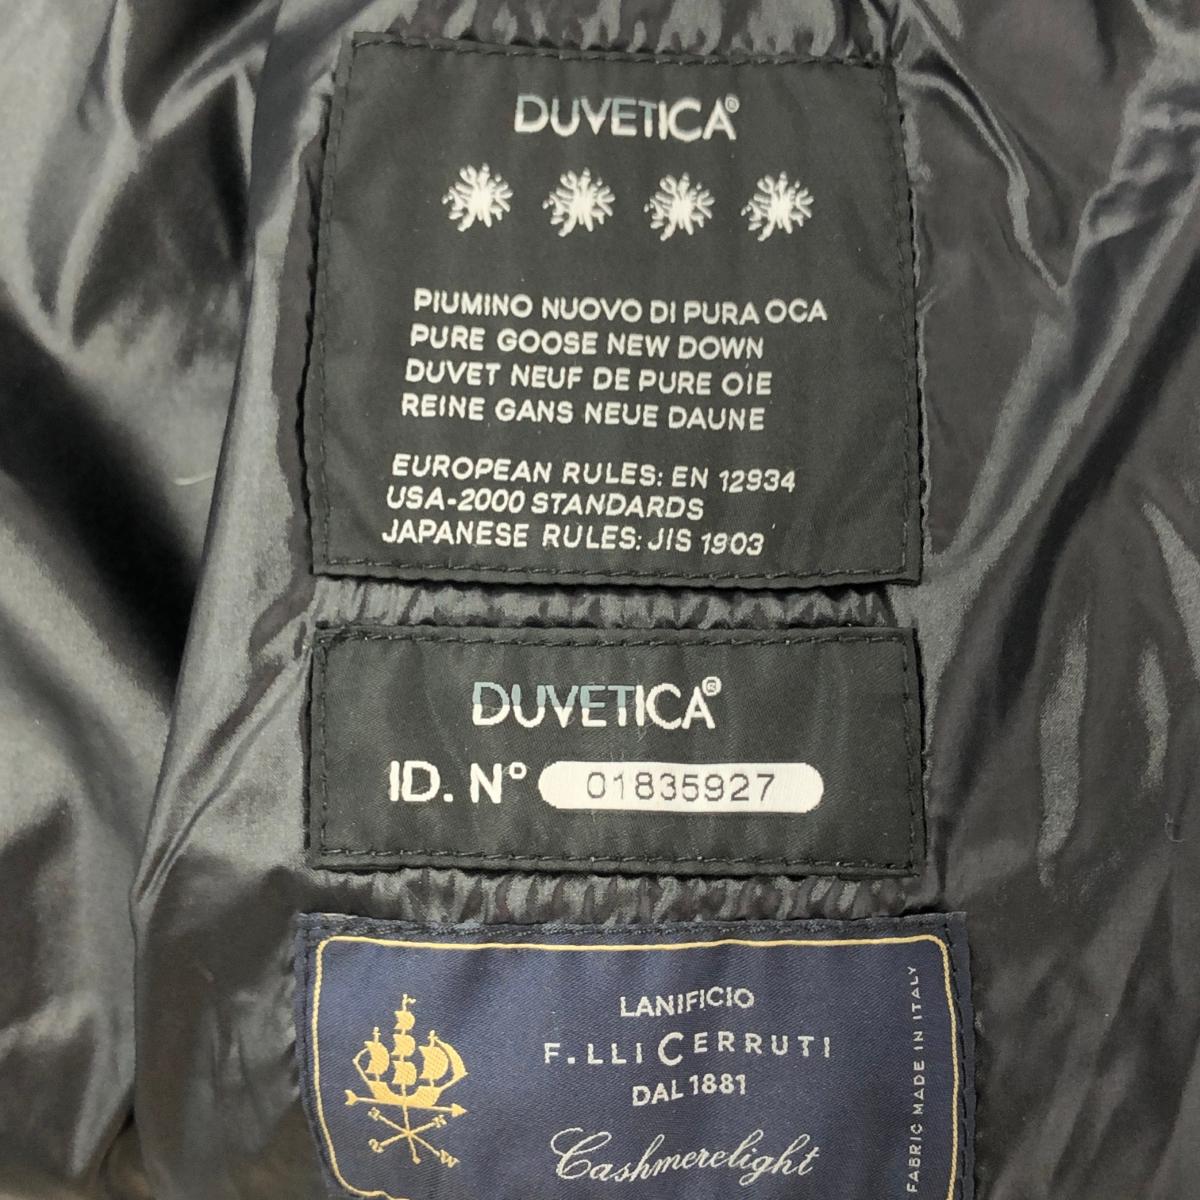 DUVETICA®
PIUMINO NUOVO DI PURA OCA
PURE GOOSE NEW DOWN
DUVET NEUF DE PURE OIE
REINE GANS NEUE DAUNE
EUROPEAN RULES: EN 12934
USA-2000 STANDARDS
JAPANESE RULES: JIS 1903
DUVETICA®
ID. N° 01835927
LANIFICIO
F.LLI CERRUTI
DAL 1881
Cashmerelight
FABRIC MADE IN ITALY